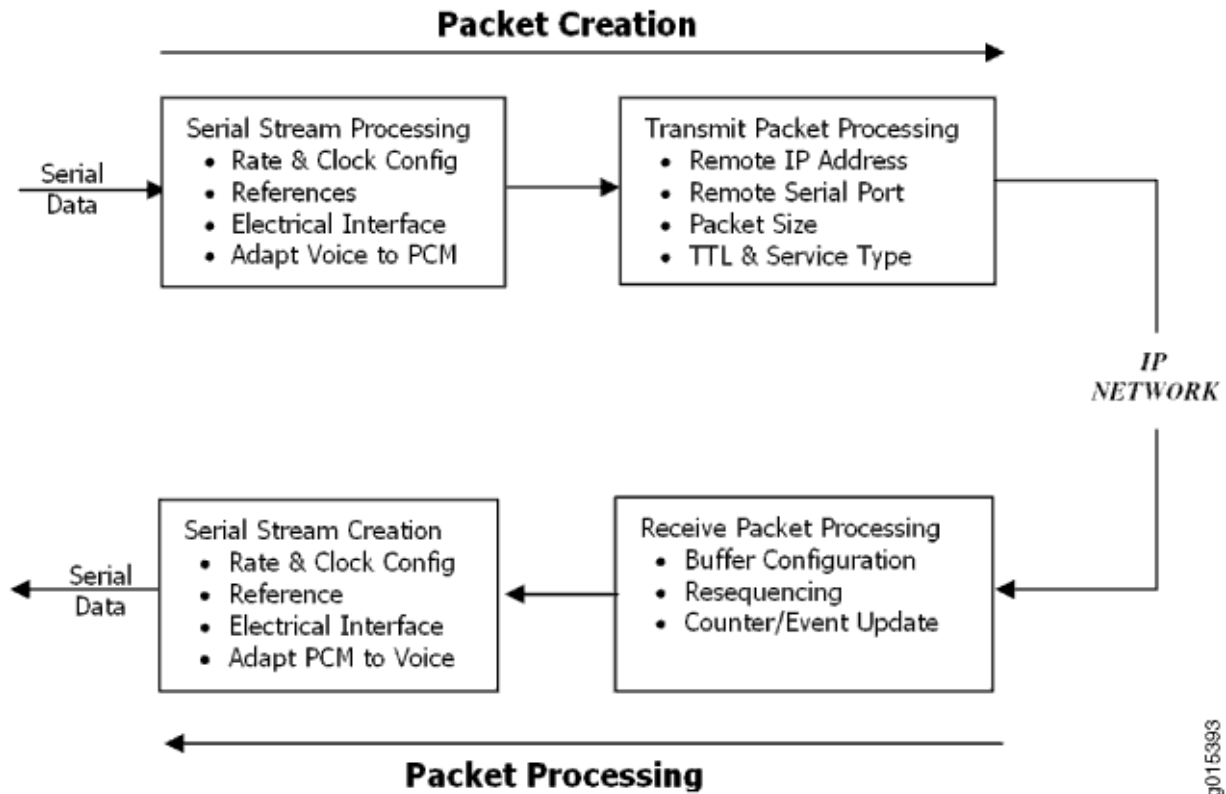 Packet Creation
Serial Data
Serial Stream Processing
• Rate & Clock Config
• References
• Electrical Interface
• Adapt Voice to PCM
Transmit Packet Processing
• Remote IP Address
• Remote Serial Port
• Packet Size
• TTL & Service Type
IP
NETWORK
Serial Data
Serial Stream Creation
• Rate & Clock Config
• Reference
• Electrical Interface
• Adapt PCM to Voice
Receive Packet Processing
• Buffer Configuration
• Resequencing
• Counter/Event Update
Packet Processing
g015393